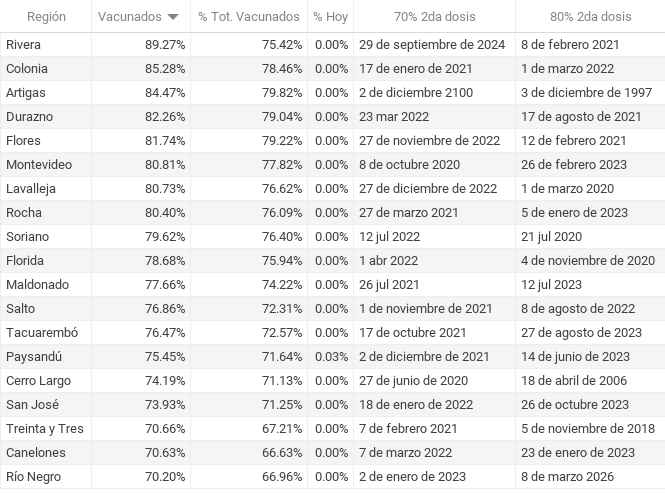 Región Vacunados % Tot. Vacunados % Hoy 70% 2da dosis 80% 2da dosis
Rivera 89.27% 75.42% 0.00% 29 de septiembre de 2024 8 de febrero 2021
Colonia 85.28% 78.46% 0.00% 17 de enero de 2021 1 de marzo 2022
Artigas 84.47% 79.82% 0.00% 2 de diciembre 2100 3 de diciembre de 1997
Durazno 82.26% 79.04% 0.00% 23 mar 2022 17 de agosto de 2021
Flores 81.74% 79.22% 0.00% 27 de noviembre de 2022 12 de febrero 2021
Montevideo 80.81% 77.82% 0.00% 8 de octubre 2020 26 de febrero 2023
Lavalleja 80.73% 76.62% 0.00% 27 de diciembre de 2022 1 de marzo 2020
Rocha 80.40% 76.09% 0.00% 27 de marzo 2021 5 de enero de 2023
Soriano 79.62% 76.40% 0.00% 12 jul 2022 21 jul 2020
Florida 78.68% 75.94% 0.00% 1 abr 2022 4 de noviembre de 2020
Maldonado 77.66% 74.22% 0.00% 26 jul 2021 12 jul 2023
Salto 76.86% 72.31% 0.00% 1 de noviembre de 2021 8 de agosto de 2022
Tacuarembó 76.47% 72.57% 0.00% 17 de octubre 2021 27 de agosto de 2023
Paysandú 75.45% 71.64% 0.03% 2 de diciembre de 2021 14 de junio de 2023
Cerro Largo 74.19% 71.13% 0.00% 27 de junio de 2020 18 de abril de 2006
San José 73.93% 71.25% 0.00% 18 de enero de 2022 26 de octubre 2023
Treinta y Tres 70.66% 67.21% 0.00% 7 de febrero 2021 5 de noviembre de 2018
Canelones 70.63% 66.63% 0.00% 7 de marzo 2022 23 de enero de 2023
Río Negro 70.20% 66.96% 0.00% 2 de enero de 2023 8 de marzo 2026